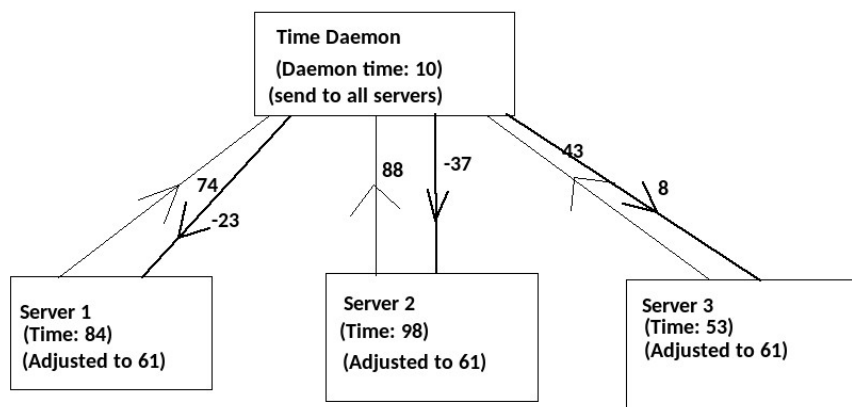 Time Daemon
(Daemon time: 10)
(send to all servers)
74
-23
88
-37
43
8
Server 1
(Time: 84)
(Adjusted to 61)
Server 2
(Time: 98)
(Adjusted to 61)
Server 3
(Time: 53)
(Adjusted to 61)